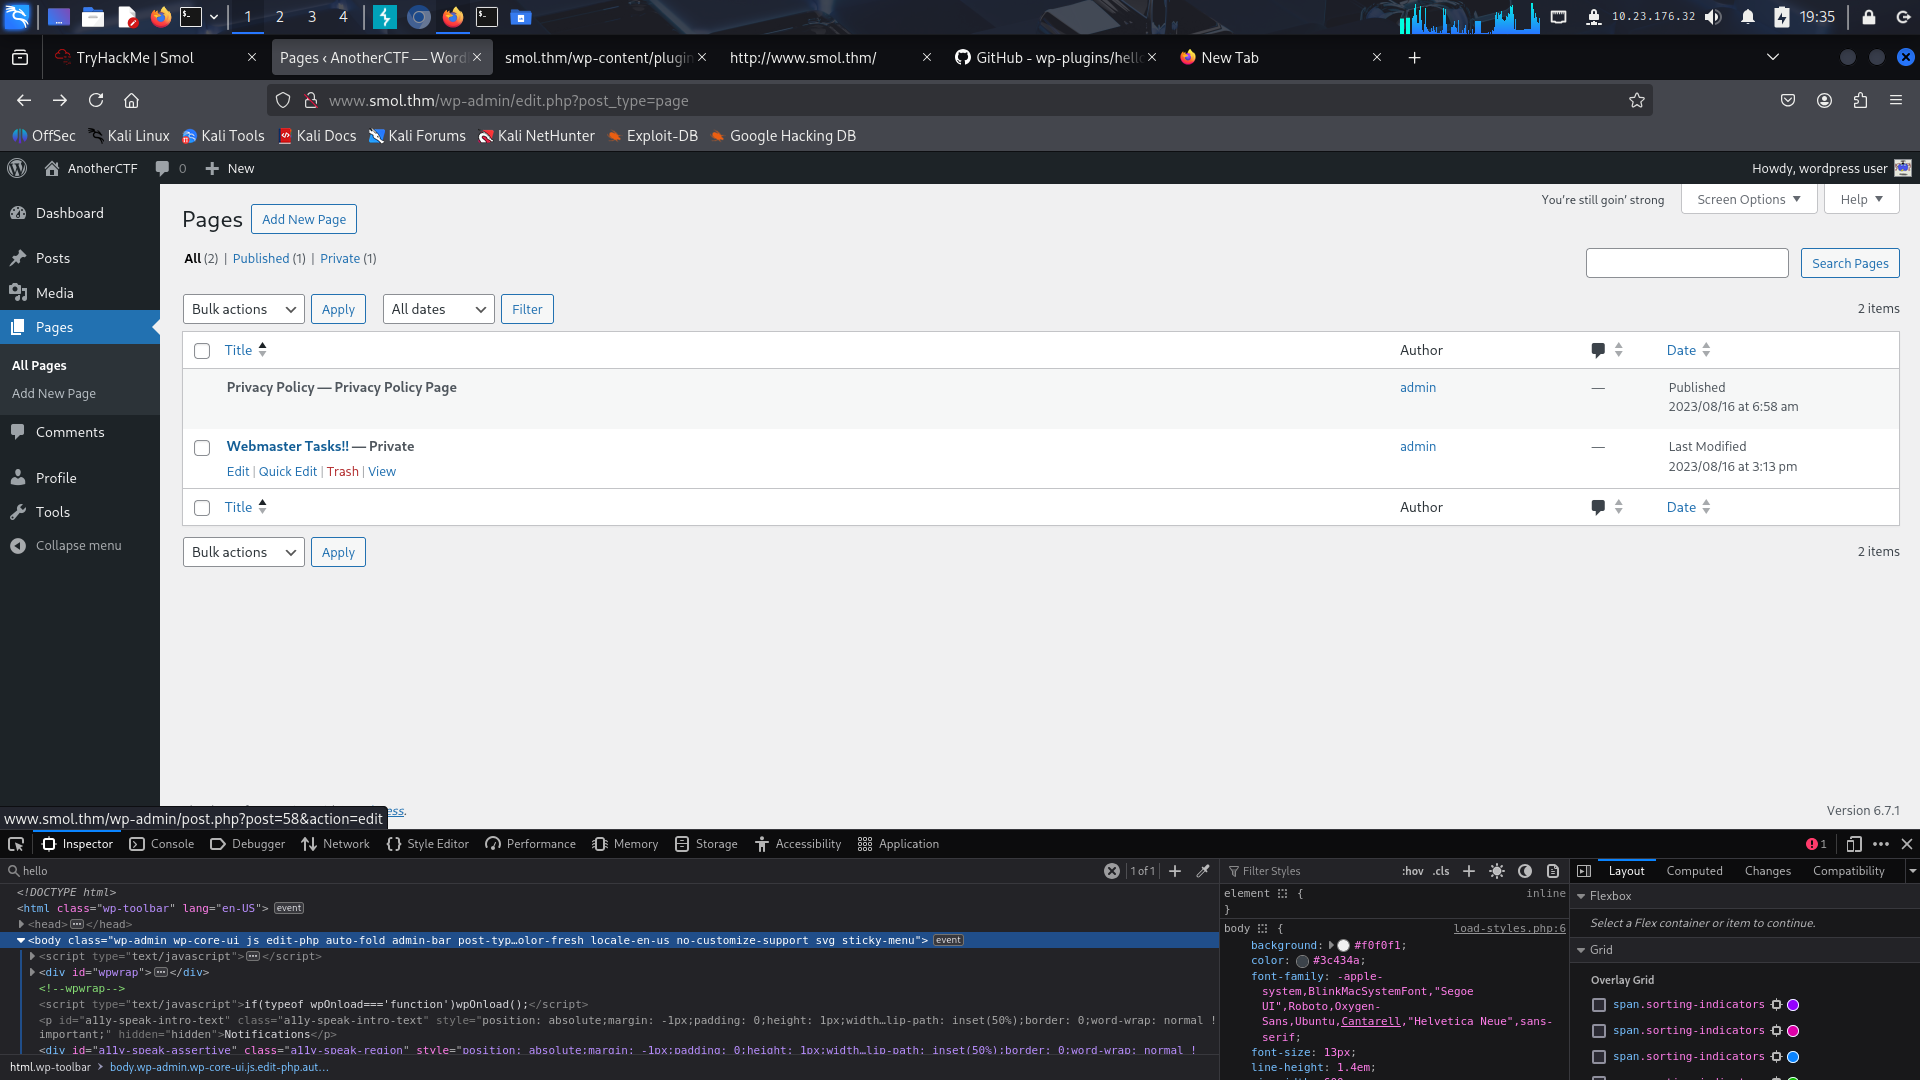 1 2 3 4
10.23.176.32
19:35
TryHackMe | Smol
Pages ‹ AnotherCTF — Word
smol.thm/wp-content/plugin
http://www.smol.thm/
GitHub - wp-plugins/hello
New Tab
www.smol.thm/wp-admin/edit.php?post_type=page
OffSec Kali Linux Kali Tools Kali Docs Kali Forums Kali NetHunter Exploit-DB Google Hacking DB
AnotherCTF 0 New
Howdy, wordpress user
Dashboard
Posts
Media
Pages
All Pages
Add New Page
Comments
Profile
Tools
Collapse menu
You're still goin' strong
Screen Options
Help
Pages Add New Page
All (2) | Published (1) | Private (1)
Search Pages
Bulk actions Apply All dates Filter
2 items
Title Author Date
Privacy Policy — Privacy Policy Page admin — Published
2023/08/16 at 6:58 am
Webmaster Tasks!! — Private admin — Last Modified
2023/08/16 at 3:13 pm
Edit | Quick Edit | Trash | View
Title Author Date
Bulk actions Apply
2 items
ess.
Version 6.7.1
www.smol.thm/wp-admin/post.php?post=58&action=edit
Inspector Console Debugger Network Style Editor Performance Memory Storage Accessibility Application
1
hello
1 of 1
<!DOCTYPE html>
<html class="wp-toolbar" lang="en-US"> event
<head> </head>
<body class="wp-admin wp-core-ui js edit-php auto-fold admin-bar post-typ…olor-fresh locale-en-us no-customize-support svg sticky-menu"> event
<script type="text/javascript"> </script>
<div id="wpwrap"> </div>
<!--wpwrap-->
<script type="text/javascript">if(typeof wpOnload==='function')wpOnload();</script>
<p id="a11y-speak-intro-text" class="a11y-speak-intro-text" style="position: absolute;margin: -1px;padding: 0;height: 1px;width…lip-path: inset(50%);border: 0;word-wrap: normal !
important;" hidden="hidden">Notifications</p>
<div id="a11y-speak-assertive" class="a11y-speak-region" style="position: absolute;margin: -1px;padding: 0;height: 1px;width…lip-path: inset(50%);border: 0;word-wrap: normal !
html.wp-toolbar
body.wp-admin.wp-core-ui.js.edit-php.aut…
Filter Styles
:hov .cls
element { inline
}
body { load-styles.php:6
background: #f0f0f1;
color: #3c434a;
font-family: -apple-
system,BlinkMacSystemFont,"Segoe
UI",Roboto,Oxygen-
Sans,Ubuntu,Cantarell,"Helvetica Neue",sans-
serif;
font-size: 13px;
line-height: 1.4em;
Layout Computed Changes Compatibility
Flexbox
Select a Flex container or item to continue.
Grid
Overlay Grid
span.sorting-indicators
span.sorting-indicators
span.sorting-indicators